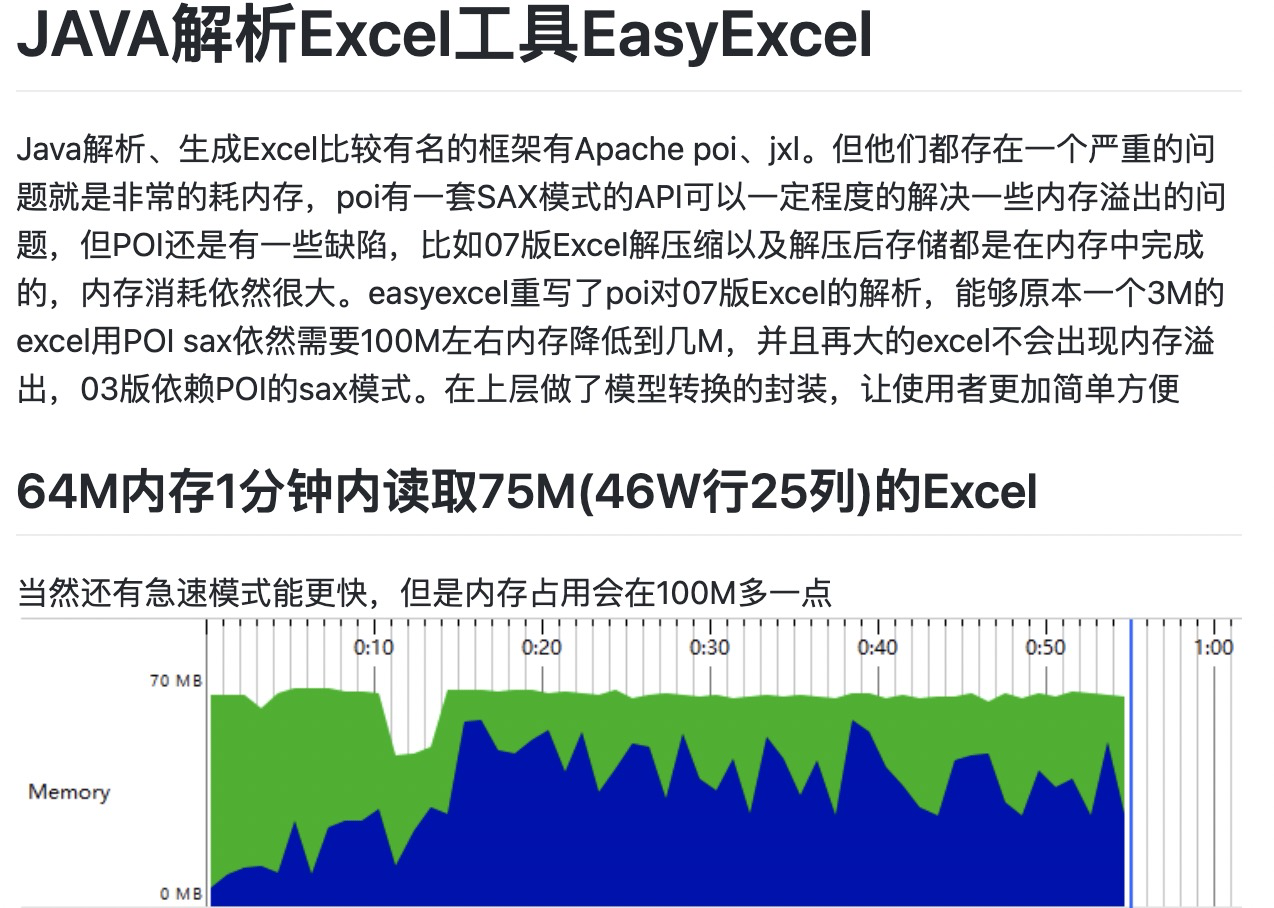 JAVA解析Excel工具EasyExcel
Java解析、生成Excel比较有名的框架有Apache poi、jxl。但他们都存在一个严重的问
题就是非常的耗内存，poi有一套SAX模式的API可以一定程度的解决一些内存溢出的问
题，但POI还是有一些缺陷，比如07版Excel解压缩以及解压后存储都是在内存中完成
的，内存消耗依然很大。easyexcel重写了poi对07版Excel的解析，能够原本一个3M的
excel用POI sax依然需要100M左右内存降低到几M，并且再大的excel不会出现内存溢
出，03版依赖POI的sax模式。在上层做了模型转换的封装，让使用者更加简单方便
64M内存1分钟内读取75M(46W行25列)的Excel
当然还有急速模式能更快，但是内存占用会在100M多一点
0:10 0:20 0:30 0:40 0:50 1:00
70 MB
Memory
0 MB